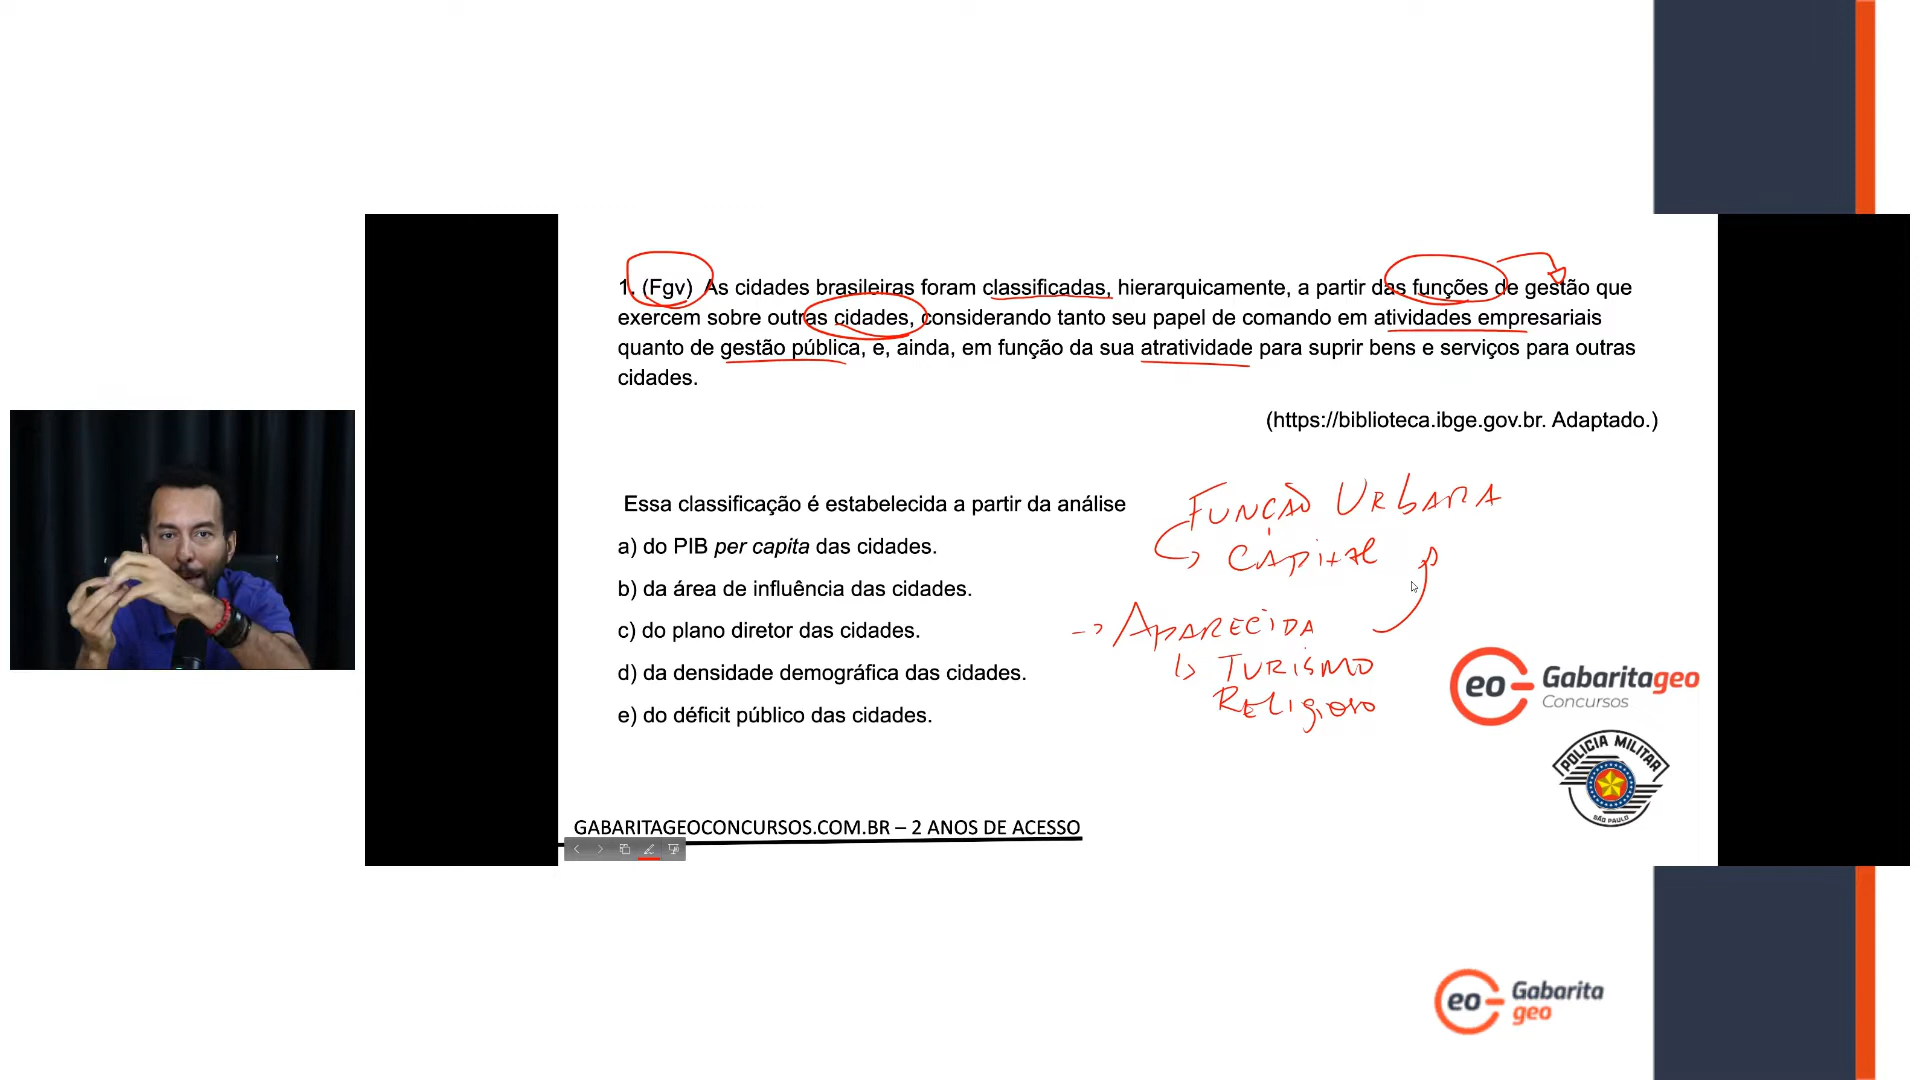 1. (Fgv) As cidades brasileiras foram classificadas, hierarquicamente, a partir das funções de gestão que
exercem sobre outras cidades, considerando tanto seu papel de comando em atividades empresariais
quanto de gestão pública, e, ainda, em função da sua atratividade para suprir bens e serviços para outras
cidades.
(https://biblioteca.ibge.gov.br. Adaptado.)
Essa classificação é estabelecida a partir da análise
a) do PIB per capita das cidades.
b) da área de influência das cidades.
c) do plano diretor das cidades.
d) da densidade demográfica das cidades.
e) do déficit público das cidades.
FUNÇÃO URBANA
CAPITAL
APARECIDA
TURISMO
RELIGIOSO
eo
Gabaritageo
Concursos
POLICIA MILITAR
SÃO PAULO
GABARITAGEOCONCURSOS.COM.BR – 2 ANOS DE ACESSO
eo
Gabarita
geo